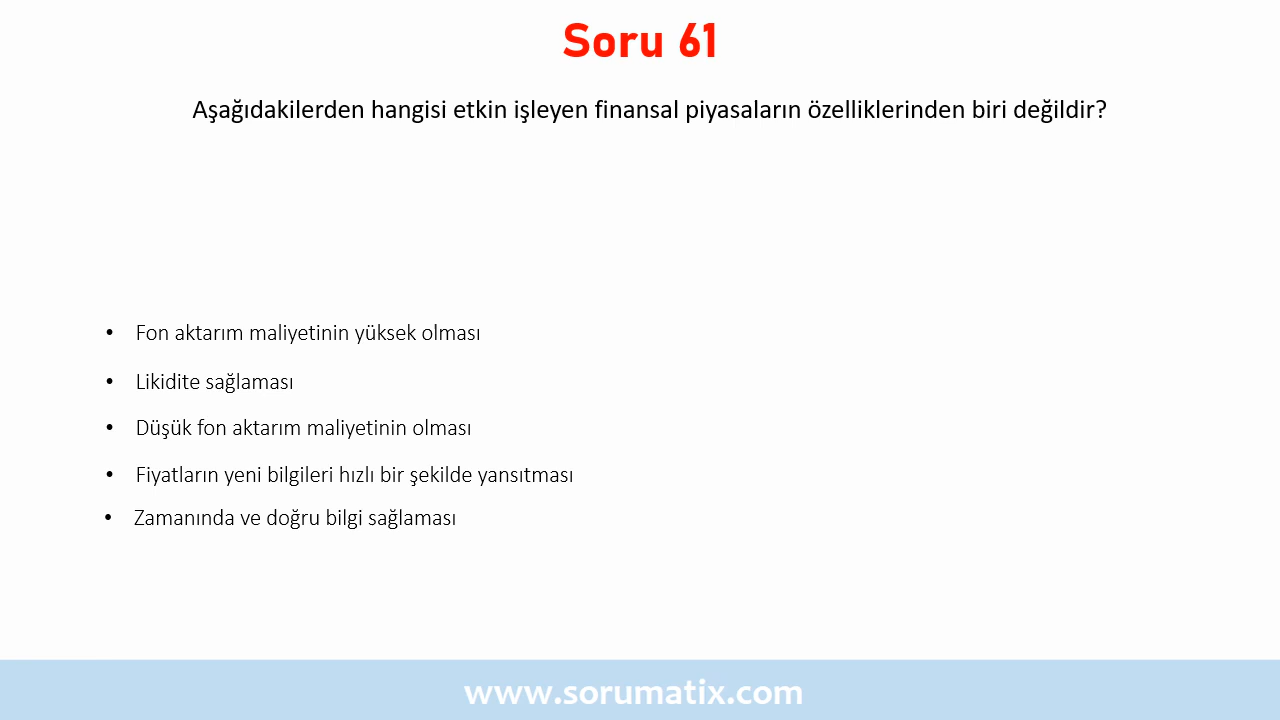 Soru 61
Aşağıdakilerden hangisi etkin işleyen finansal piyasaların özelliklerinden biri değildir?
• Fon aktarım maliyetinin yüksek olması
• Likidite sağlaması
• Düşük fon aktarım maliyetinin olması
• Fiyatların yeni bilgileri hızlı bir şekilde yansıtması
• Zamanında ve doğru bilgi sağlaması
www.sorumatix.com